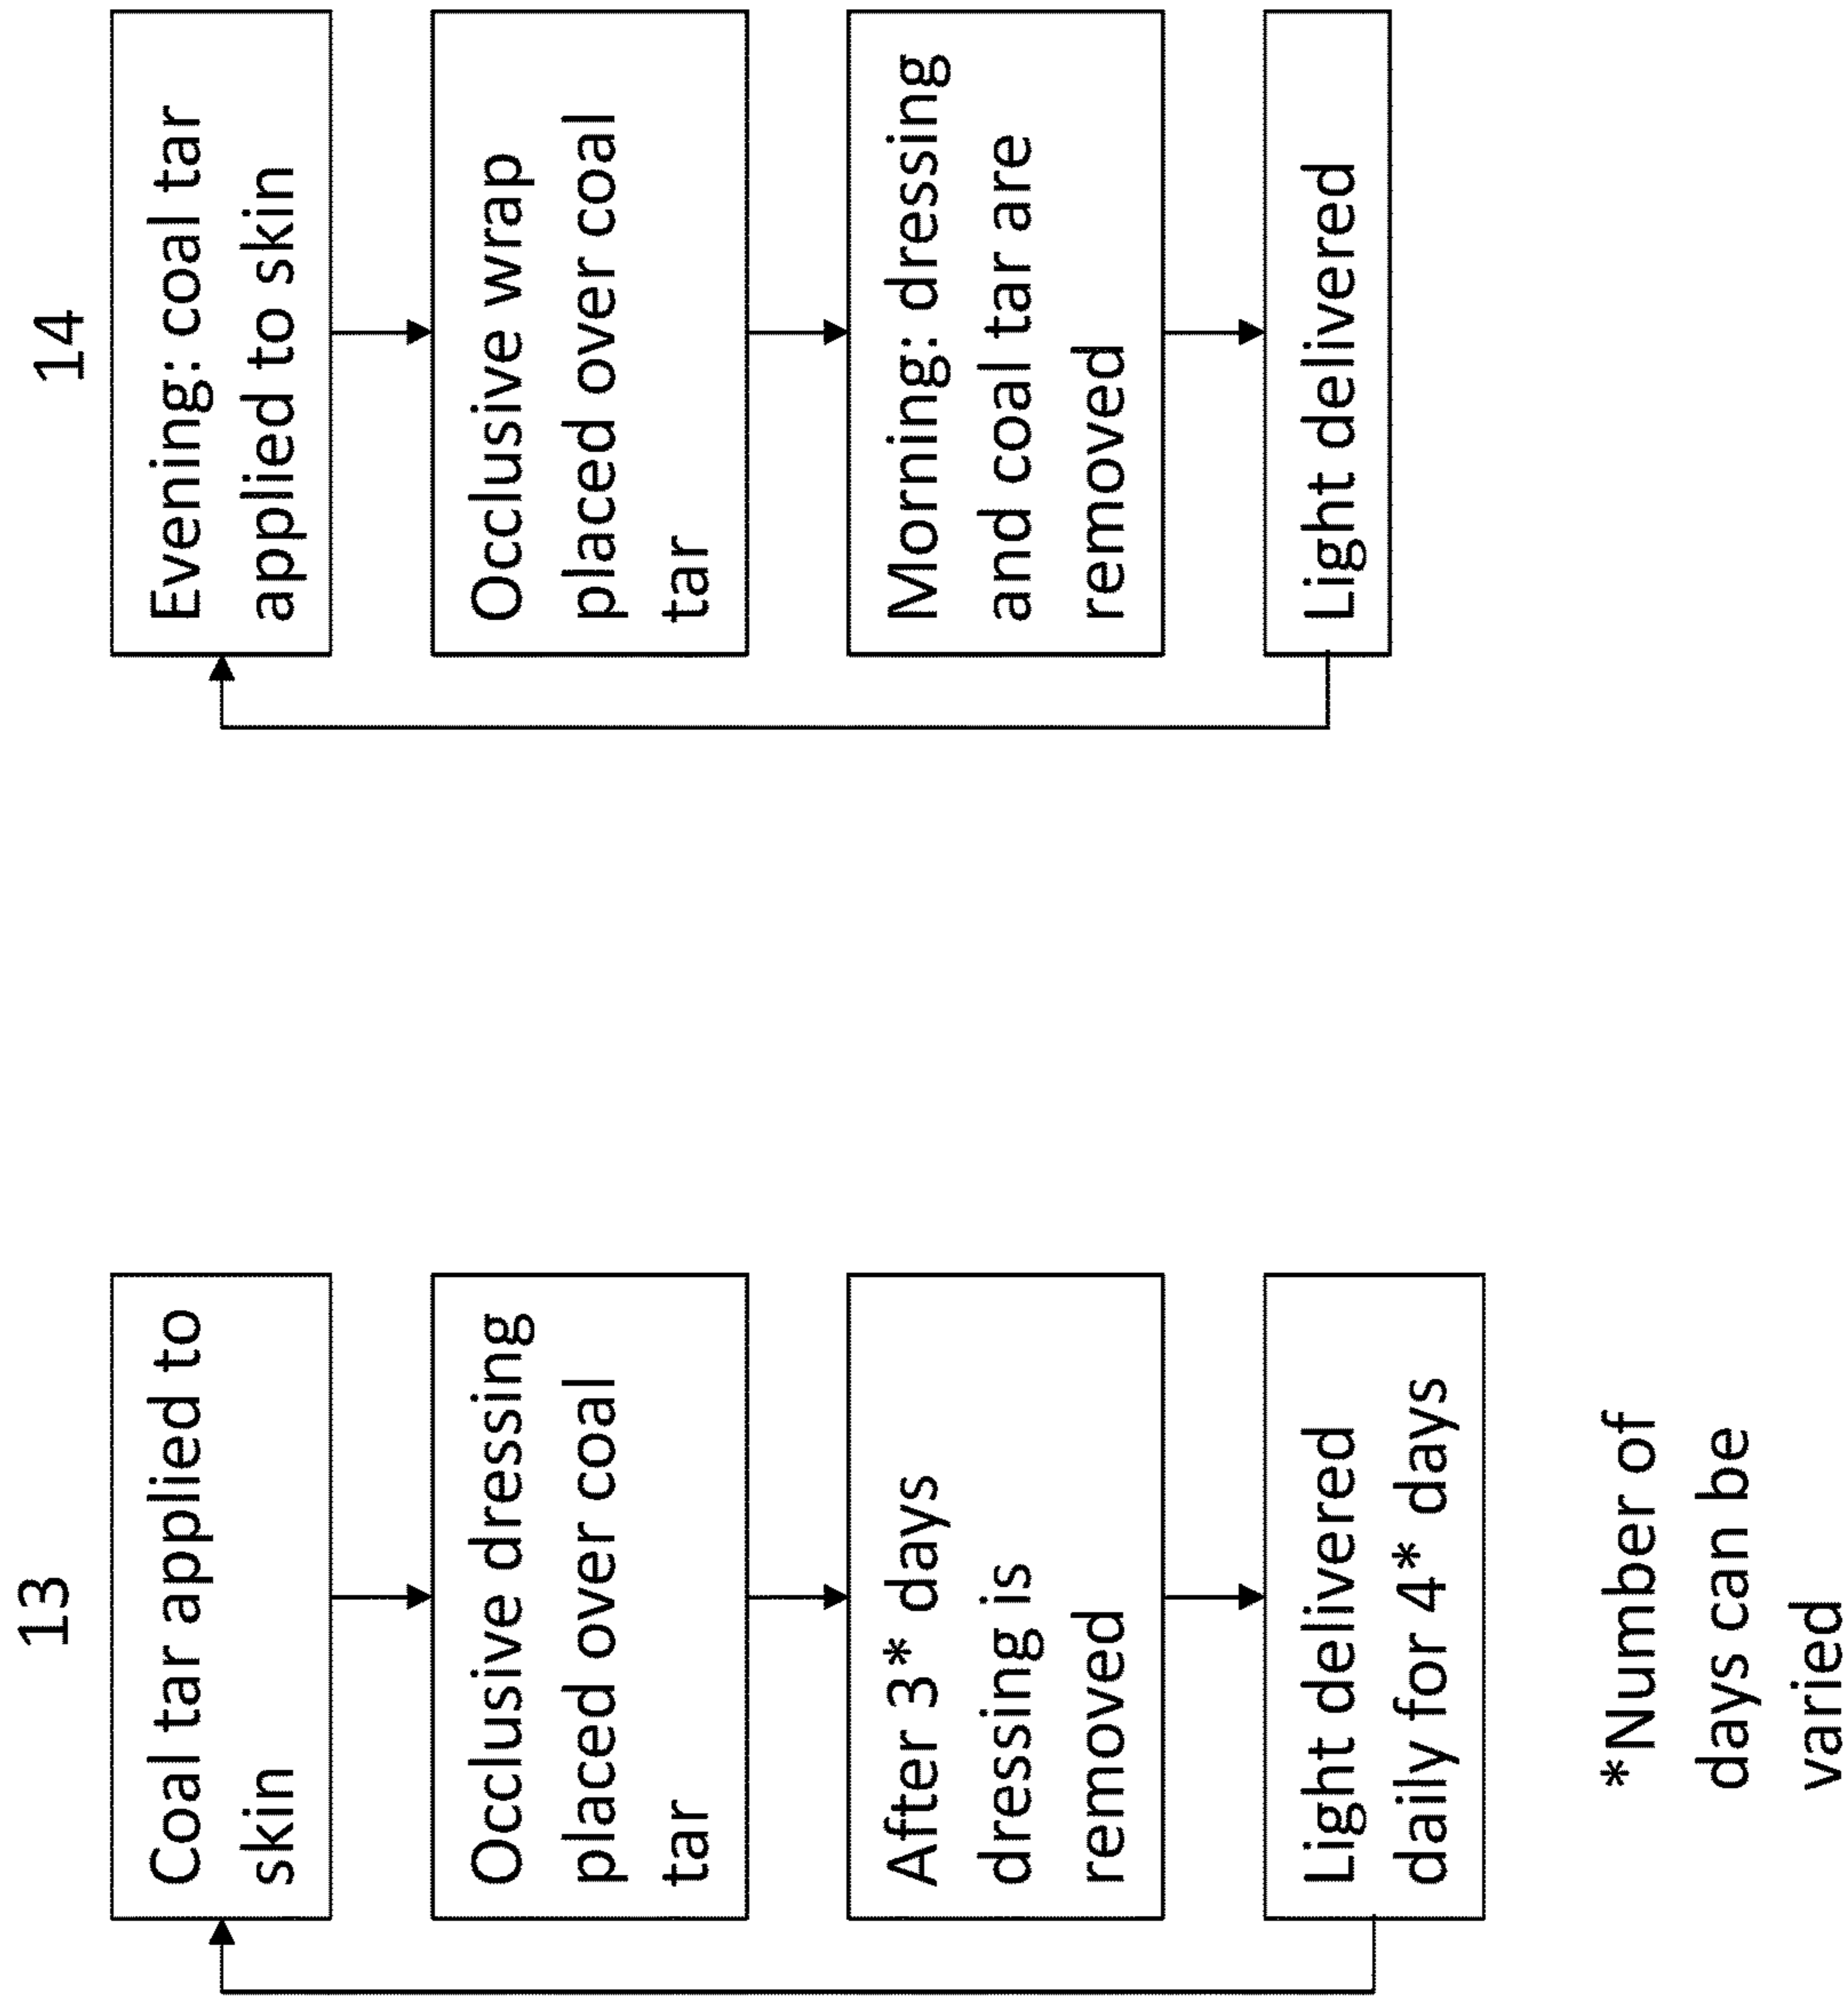 13
Coal tar applied to
skin
Occlusive dressing
placed over coal
tar
After 3* days
dressing is
removed
Light delivered
daily for 4* days
*Number of
days can be
varied
14
Evening: coal tar
applied to skin
Occlusive wrap
placed over coal
tar
Morning: dressing
and coal tar are
removed
Light delivered